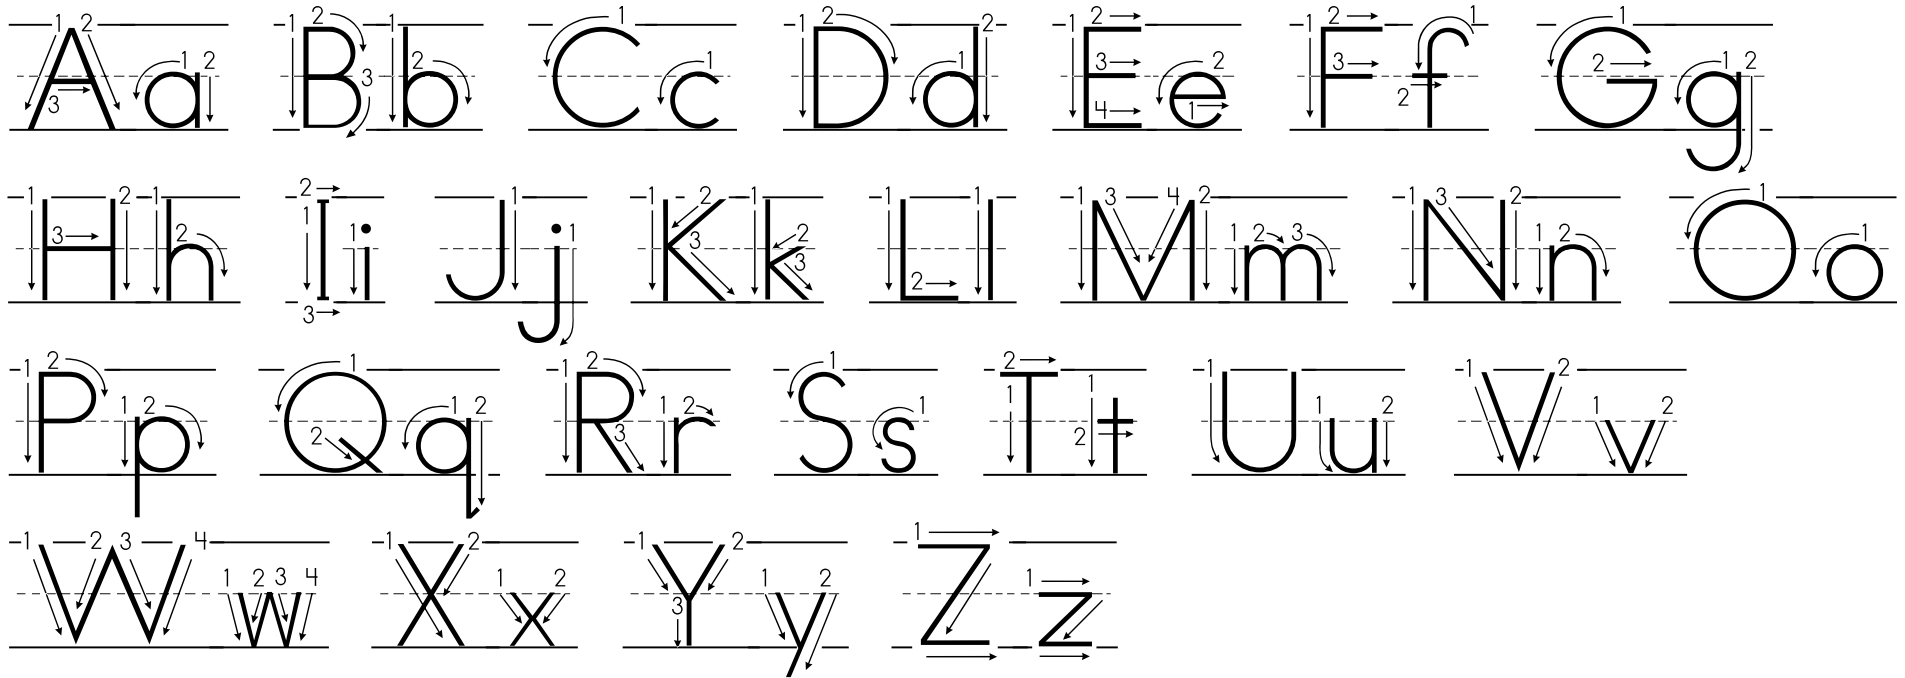 Aa Bb Cc Dd Ee Ff Gg
Hh Ii Jj Kk Ll Mm Nn Oo
Pp Qq Rr Ss Tt Uu Vv
Ww Xx Yy Zz